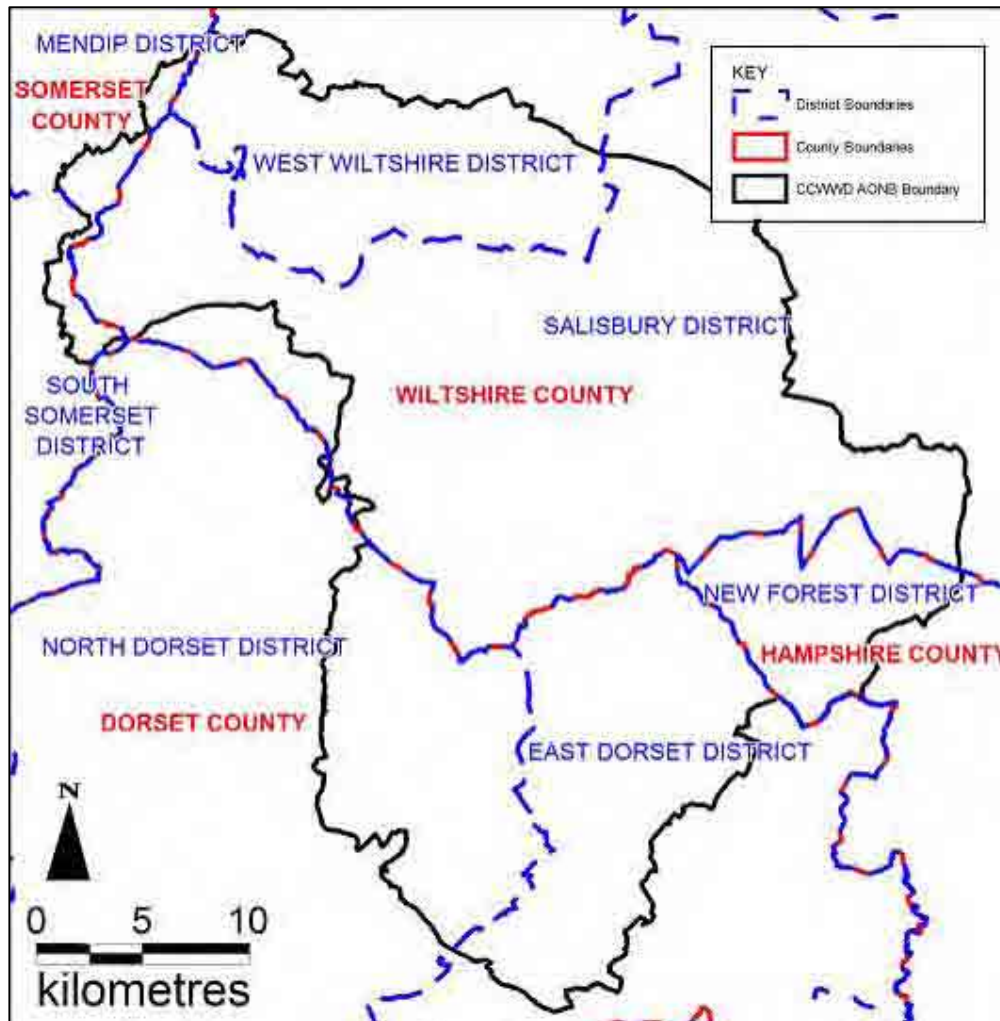 MENDIP DISTRICT
SOMERSET
COUNTY
KEY
District Boundaries
County Boundaries
CCWWD AONB Boundary
WEST WILTSHIRE DISTRICT
SALISBURY DISTRICT
SOUTH
SOMERSET
DISTRICT
WILTSHIRE COUNTY
NEW FOREST DISTRICT
NORTH DORSET DISTRICT
HAMPSHIRE COUNTY
DORSET COUNTY
EAST DORSET DISTRICT
N
0 5 10
kilometres